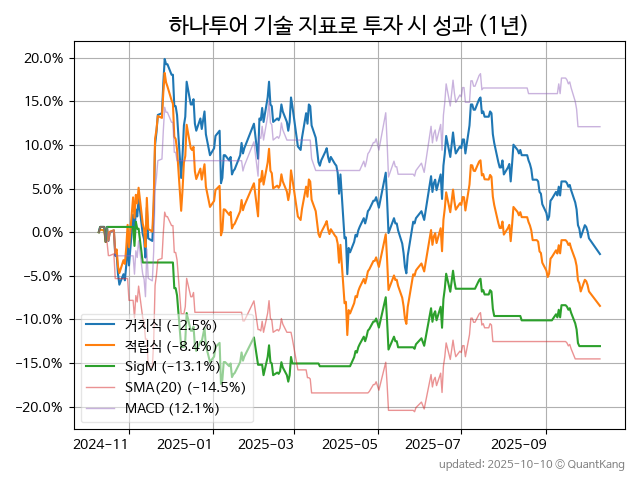 하나투어 기술 지표로 투자 시 성과 (1년)
20.0%
15.0%
10.0%
5.0%
0.0%
−5.0%
−10.0%
−15.0%
−20.0%
거치식 (−2.5%)
적립식 (−8.4%)
SigM (−13.1%)
SMA(20) (−14.5%)
MACD (12.1%)
2024-11 2025-01 2025-03 2025-05 2025-07 2025-09
updated: 2025-10-10 © QuantKang